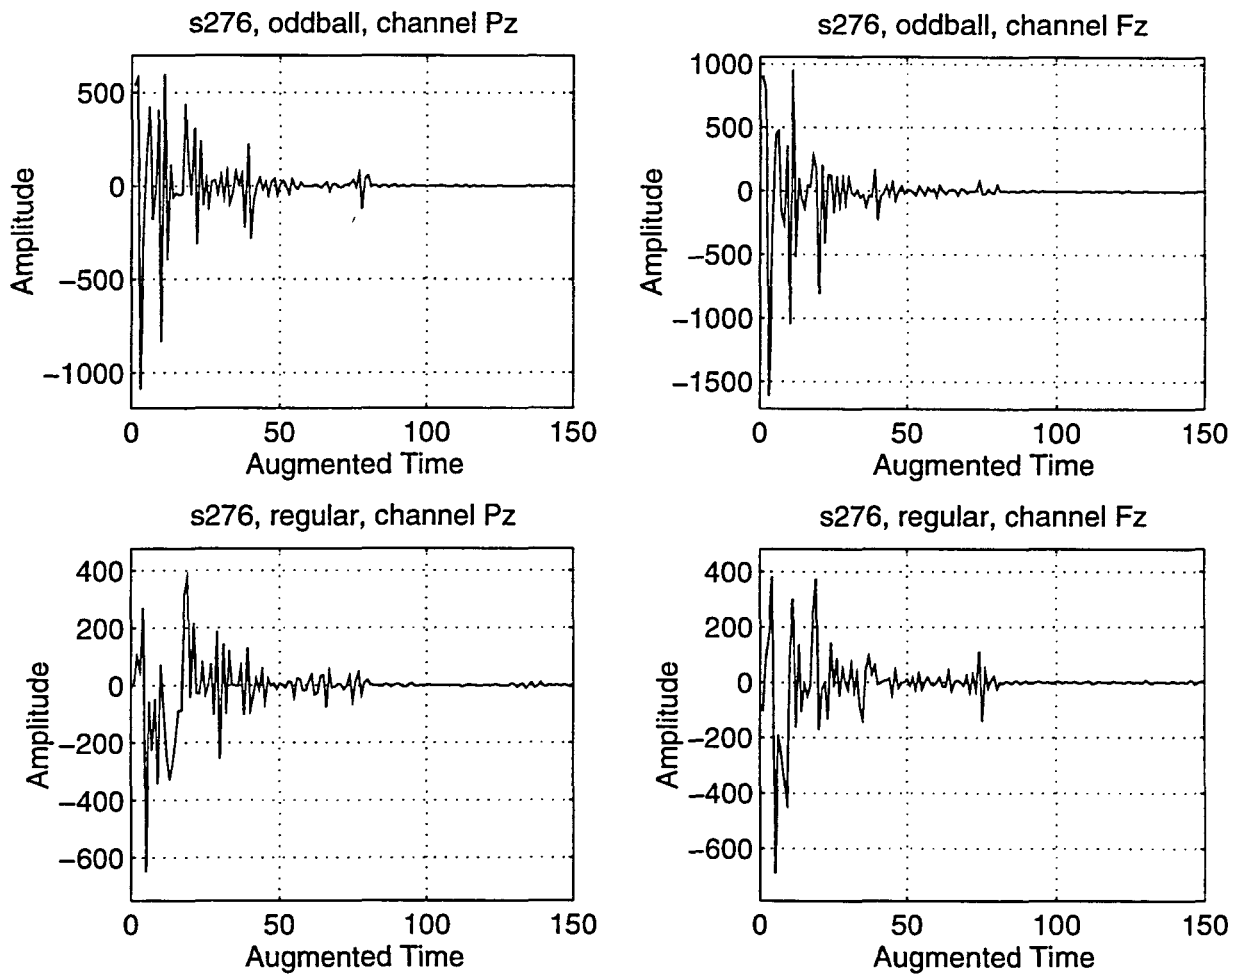 s276, oddball, channel Pz
500
0
−500
−1000
Amplitude
0 50 100 150
Augmented Time
s276, oddball, channel Fz
1000
500
0
−500
−1000
−1500
Amplitude
0 50 100 150
Augmented Time
s276, regular, channel Pz
400
200
0
−200
−400
−600
Amplitude
0 50 100 150
Augmented Time
s276, regular, channel Fz
400
200
0
−200
−400
−600
Amplitude
0 50 100 150
Augmented Time